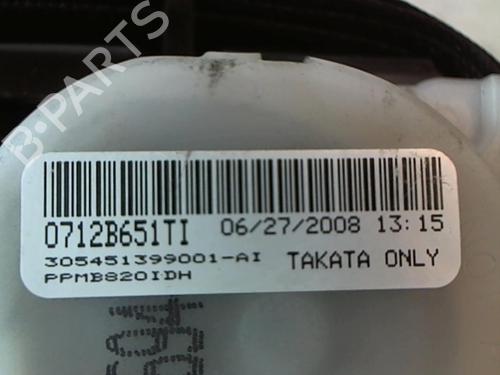 B-PARTS
0712B651TI 06/27/2008 13:15
305451399001-AI TAKATA ONLY
PPMB820IDH